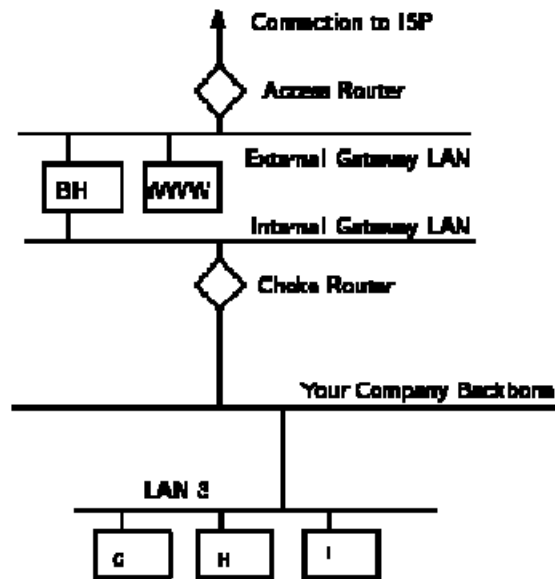 Connection to ISP
Access Router
External Gateway LAN
BH
WWW
Internal Gateway LAN
Choke Router
Your Company Backbone
LAN 3
G
H
I